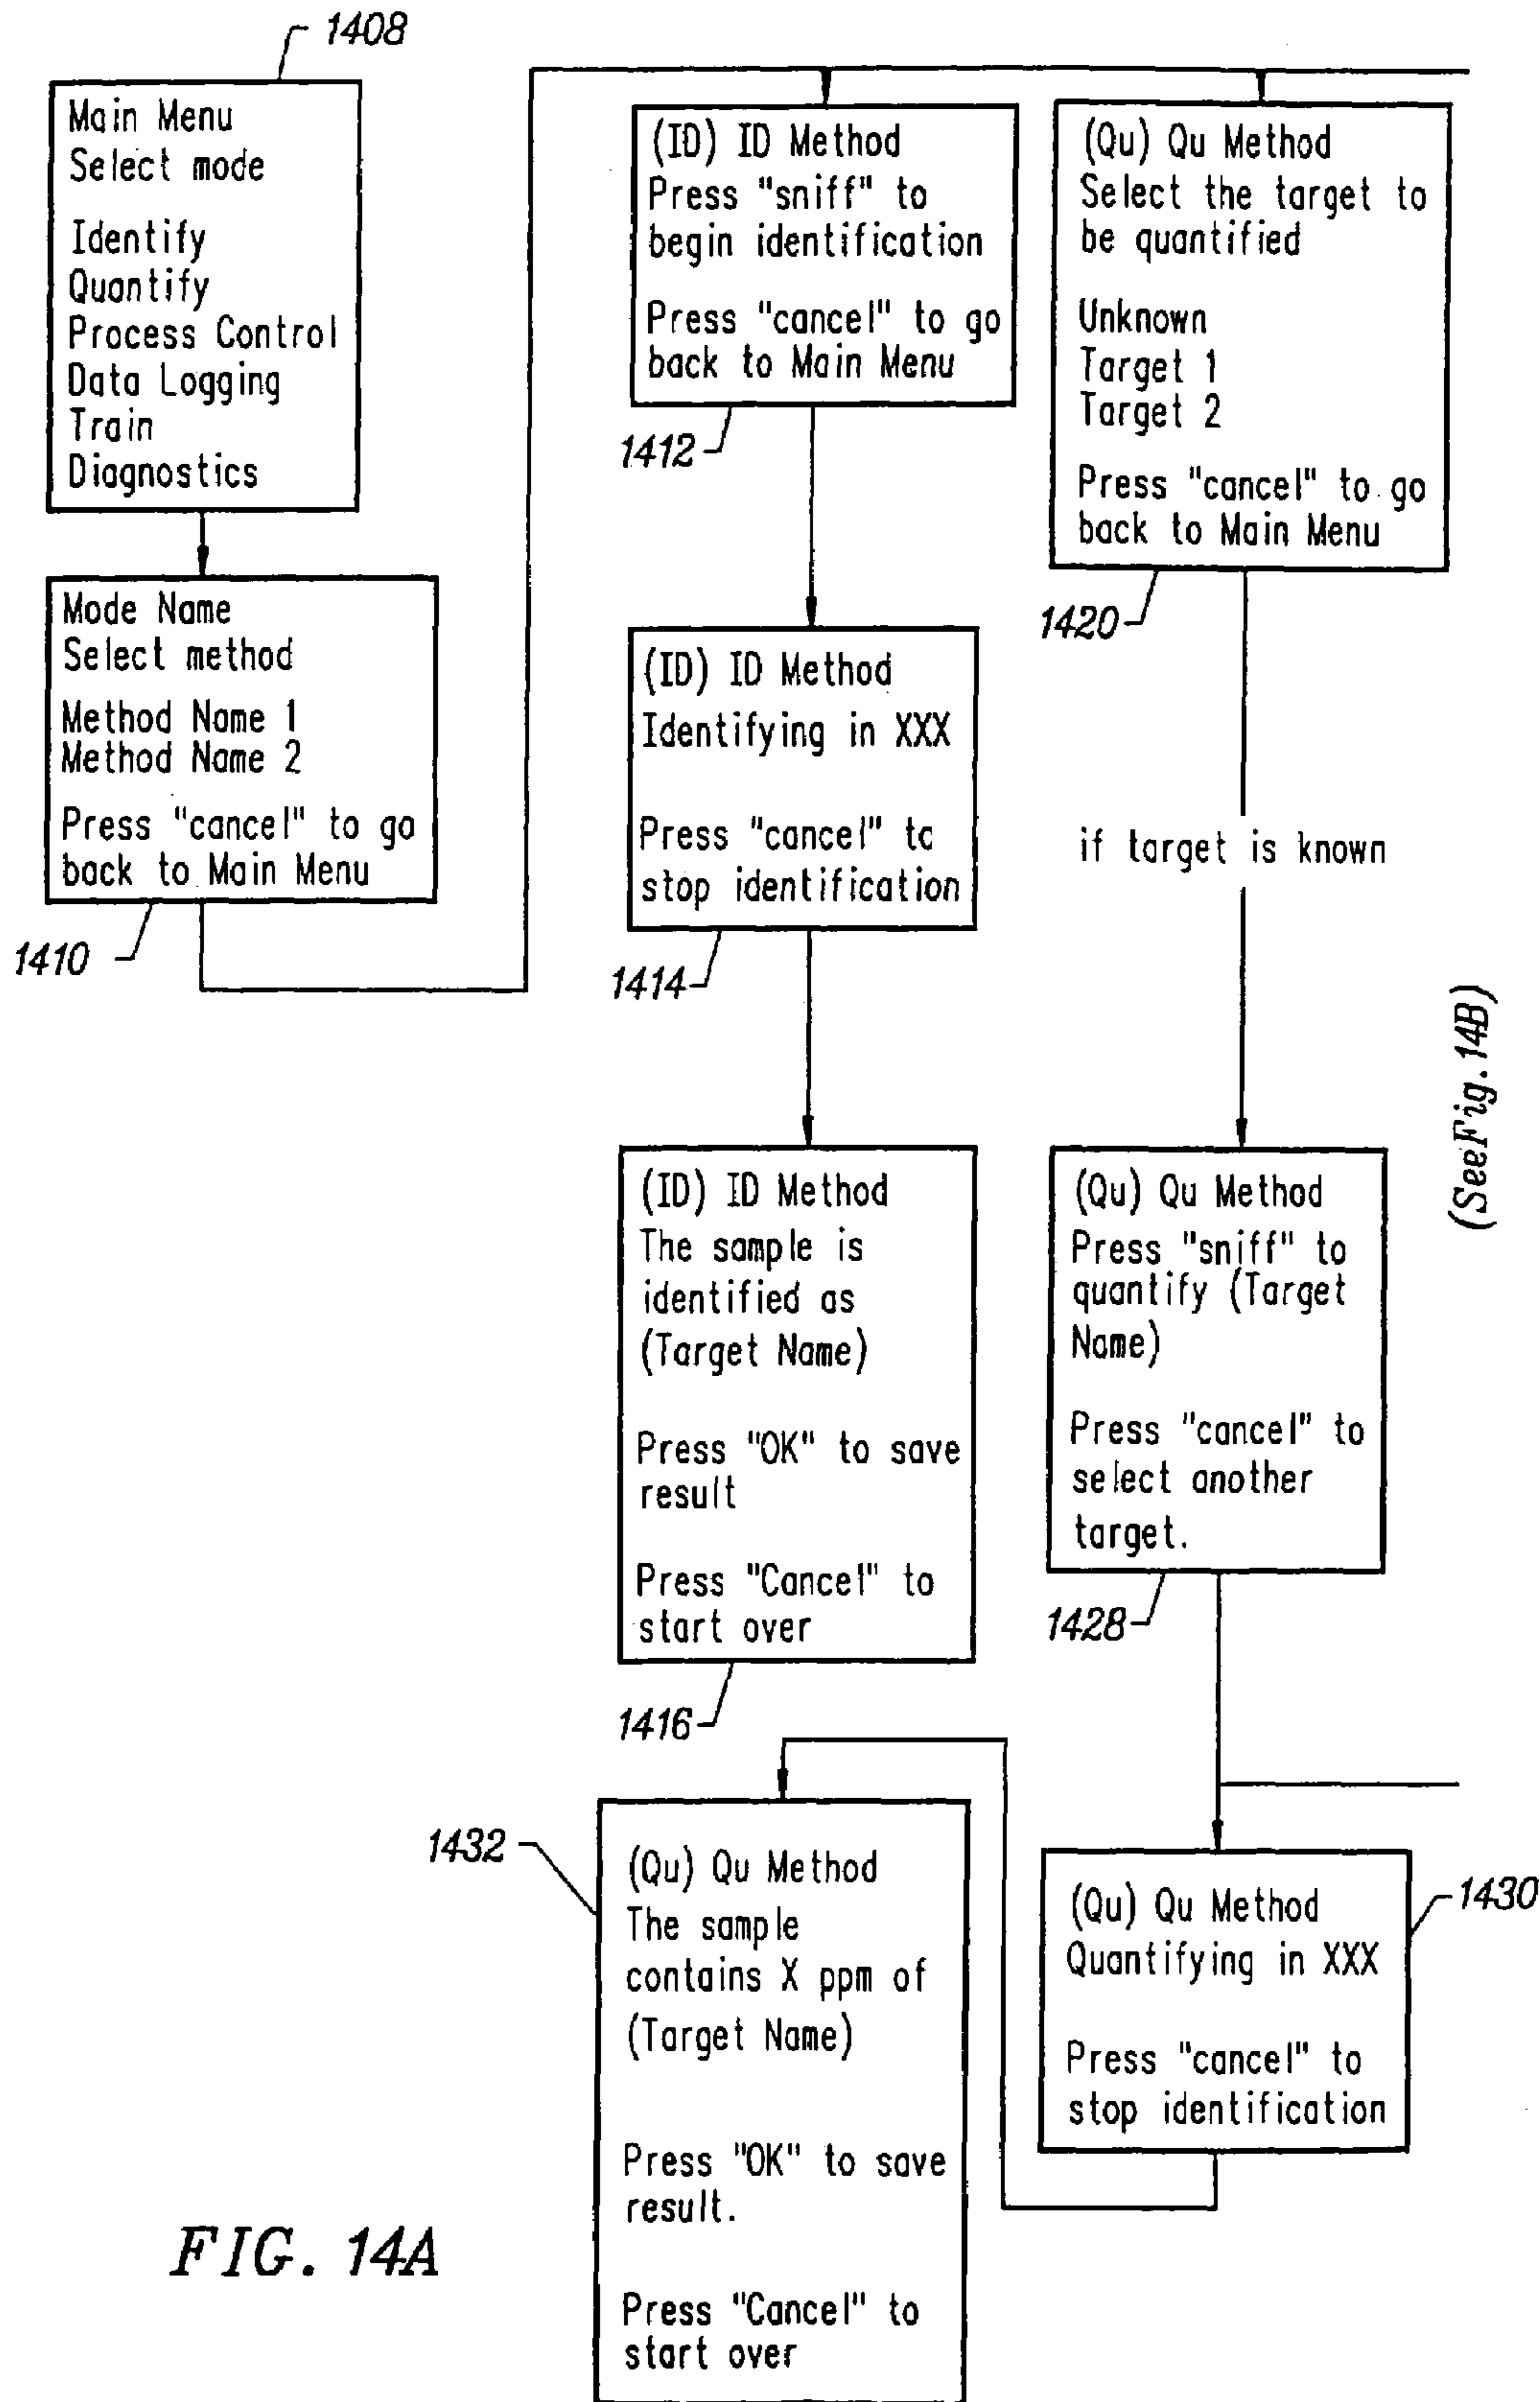 1408
Main Menu
Select mode
Identify
Quantify
Process Control
Data Logging
Train
Diagnostics
Mode Name
Select method
Method Name 1
Method Name 2
Press "cancel" to go
back to Main Menu
1410
(ID) ID Method
Press "sniff" to
begin identification
Press "cancel" to go
back to Main Menu
1412
(ID) ID Method
Identifying in XXX
Press "cancel" to
stop identification
1414
(ID) ID Method
The sample is
identified as
(Target Name)
Press "OK" to save
result
Press "Cancel" to
start over
1416
(Qu) Qu Method
Select the target to
be quantified
Unknown
Target 1
Target 2
Press "cancel" to go
back to Main Menu
1420
if target is known
(Qu) Qu Method
Press "sniff" to
quantify (Target
Name)
Press "cancel" to
select another
target.
1428
(Qu) Qu Method
Quantifying in XXX
Press "cancel" to
stop identification
1430
1432
(Qu) Qu Method
The sample
contains X ppm of
(Target Name)
Press "OK" to save
result.
Press "Cancel" to
start over
(See Fig. 14B)
FIG. 14A